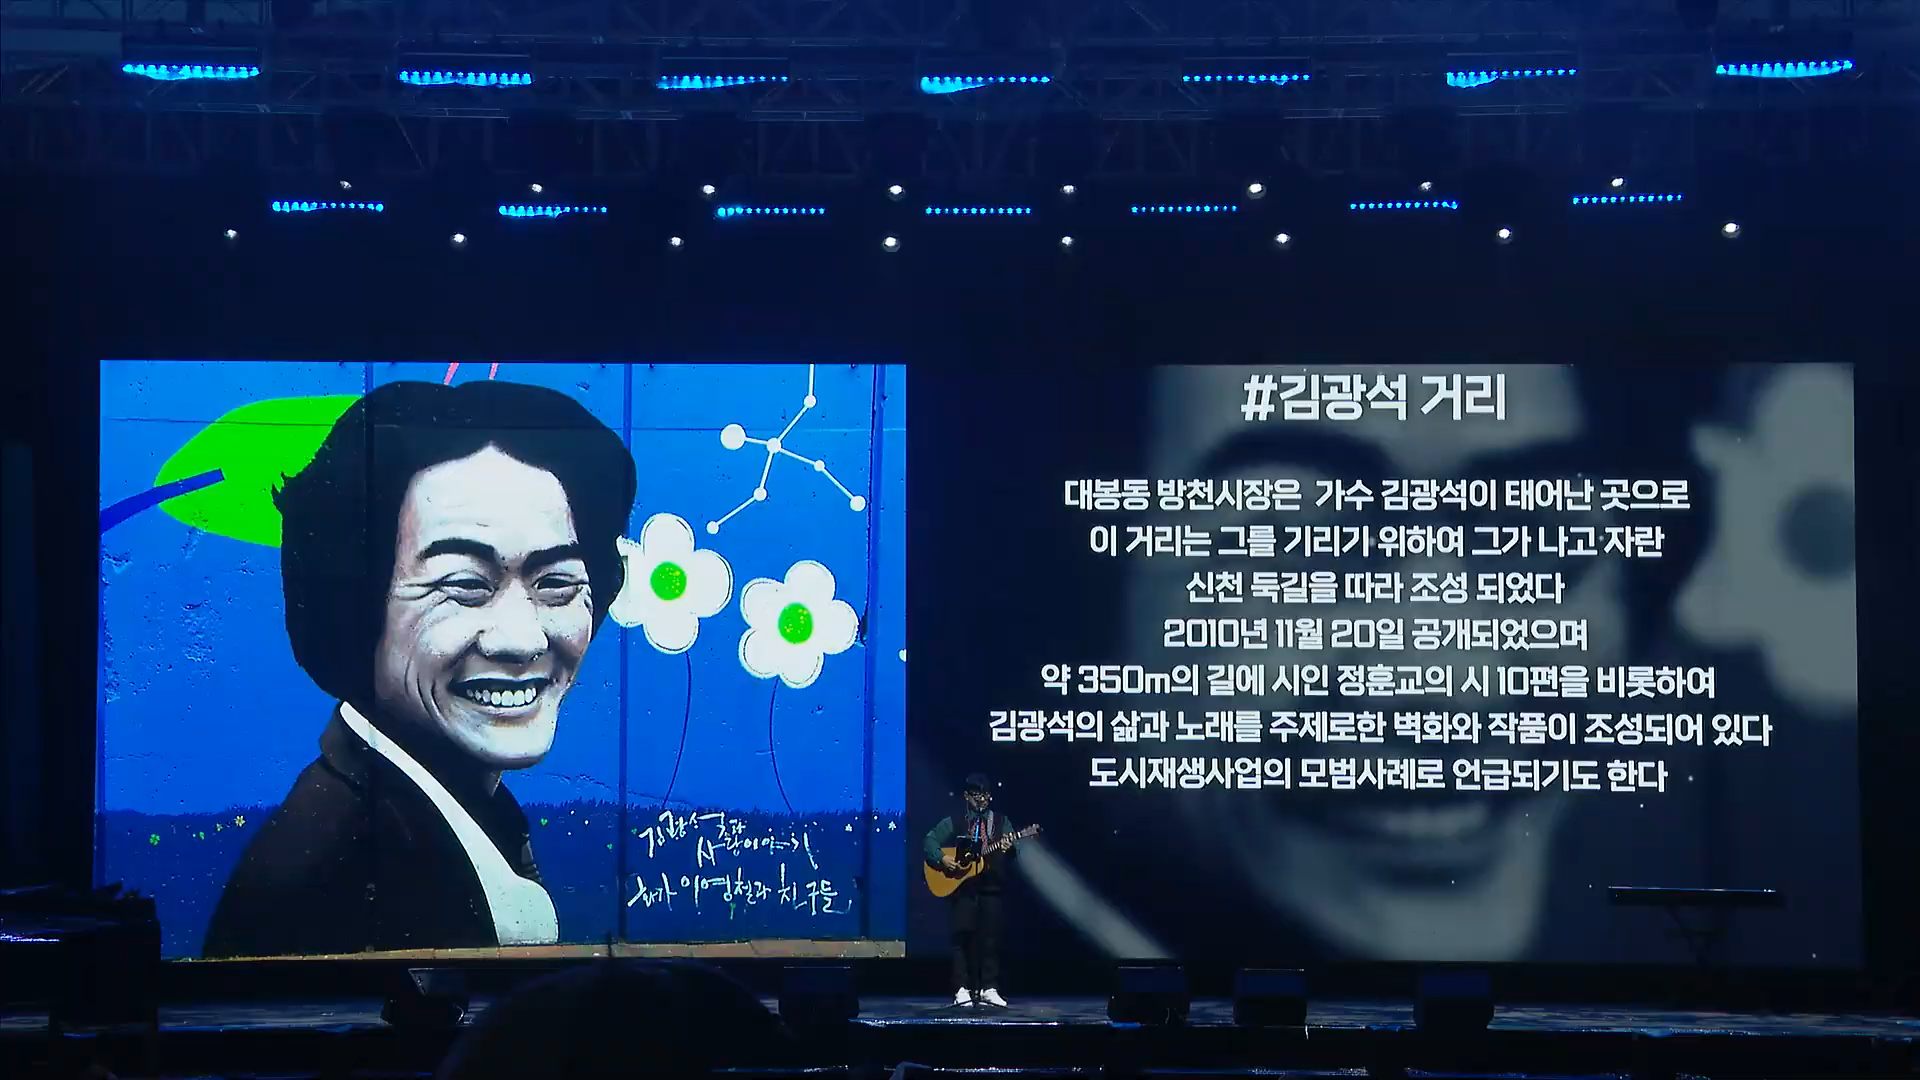 김광석과
사랑이야기
화가 이영철과 친구들
#김광석 거리
대봉동 방천시장은 가수 김광석이 태어난 곳으로
이 거리는 그를 기리기 위하여 그가 나고 자란
신천 둑길을 따라 조성 되었다
2010년 11월 20일 공개되었으며
약 350m의 길에 시인 정훈교의 시 10편을 비롯하여
김광석의 삶과 노래를 주제로한 벽화와 작품이 조성되어 있다
도시재생사업의 모범사례로 언급되기도 한다